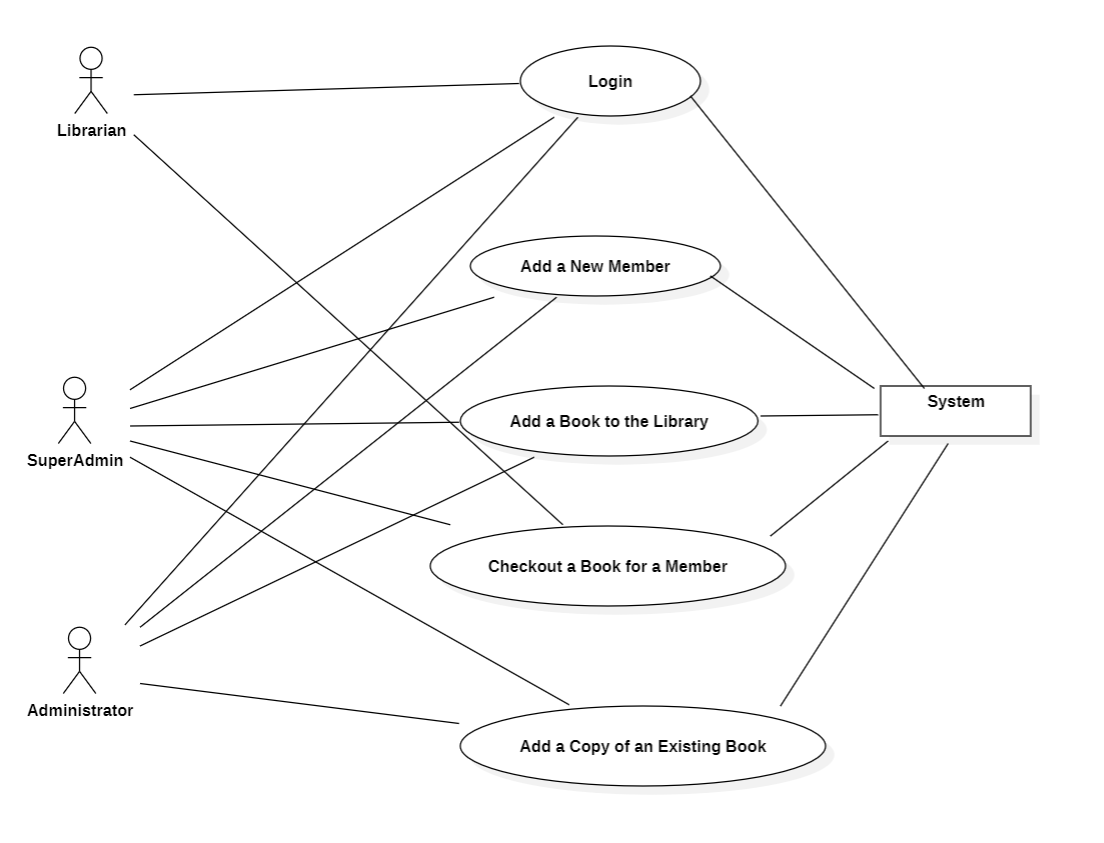 Login
Librarian
Add a New Member
System
Add a Book to the Library
SuperAdmin
Checkout a Book for a Member
Administrator
Add a Copy of an Existing Book